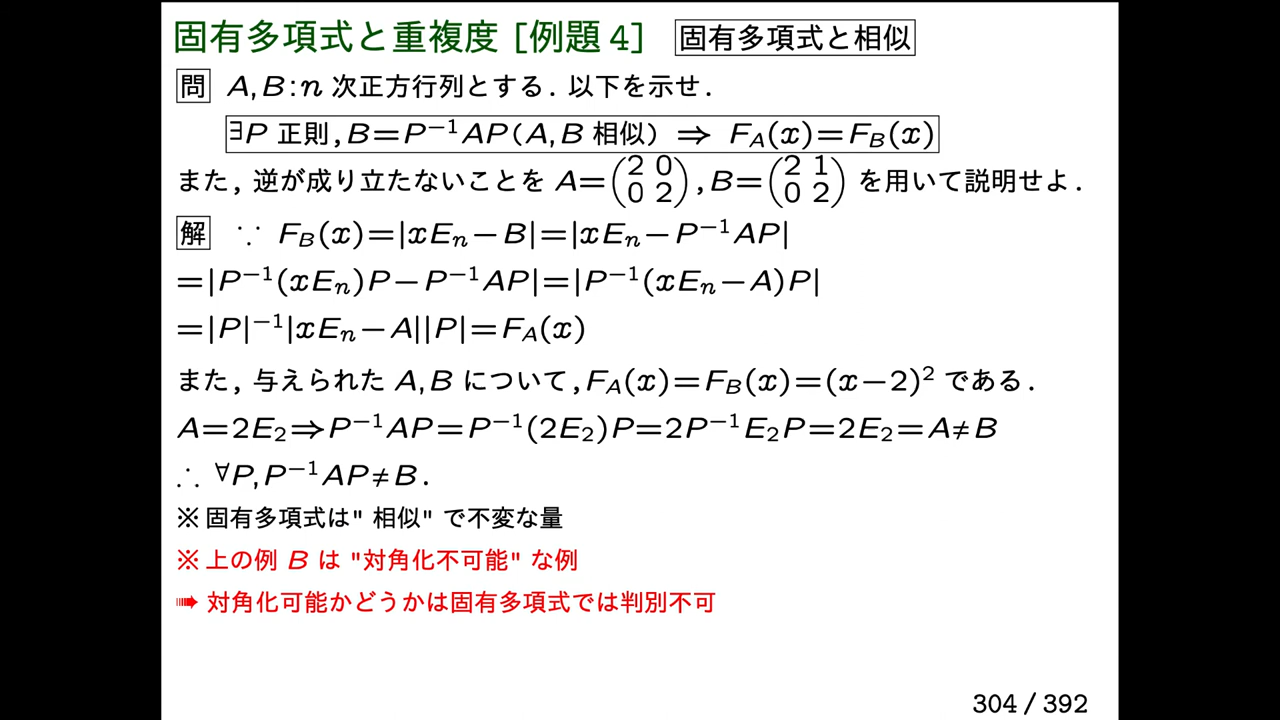 固有多項式と重複度 [例題 4] 固有多項式と相似
問 A,B:n 次正方行列とする. 以下を示せ.
∃P 正則,B=P⁻¹AP(A,B 相似) ⇒ F_A(x)=F_B(x)
また, 逆が成り立たないことを A=(2 0 0 2),B=(2 1 0 2) を用いて説明せよ.
解 ∵ F_B(x)=|xE_n−B|=|xE_n−P⁻¹AP|
=|P⁻¹(xE_n)P−P⁻¹AP|=|P⁻¹(xE_n−A)P|
=|P|⁻¹|xE_n−A||P|=F_A(x)
また, 与えられた A,B について,F_A(x)=F_B(x)=(x−2)² である.
A=2E₂⇒P⁻¹AP=P⁻¹(2E₂)P=2P⁻¹E₂P=2E₂=A≠B
∴ ∀P,P⁻¹AP≠B.
※ 固有多項式は" 相似" で不変な量
※ 上の例 B は "対角化不可能" な例
➠ 対角化可能かどうかは固有多項式では判別不可
304 / 392